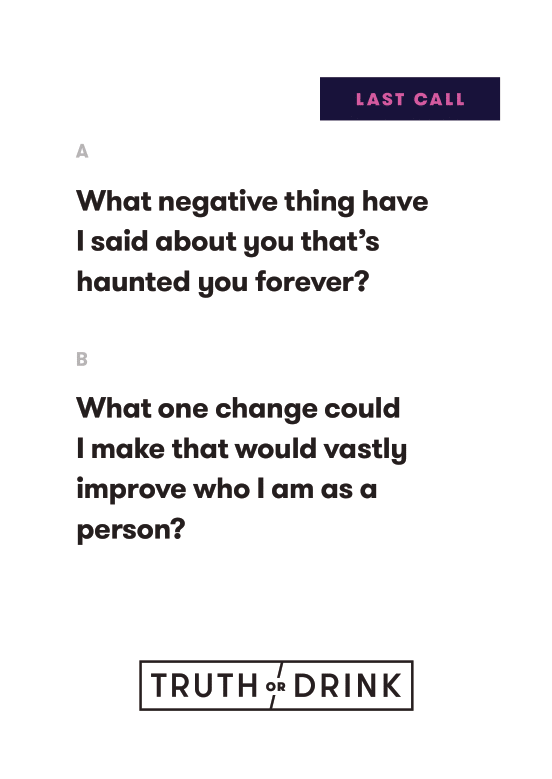 LAST CALL
A
What negative thing have
I said about you that’s
haunted you forever?
B
What one change could
I make that would vastly
improve who I am as a
person?
TRUTH OR DRINK